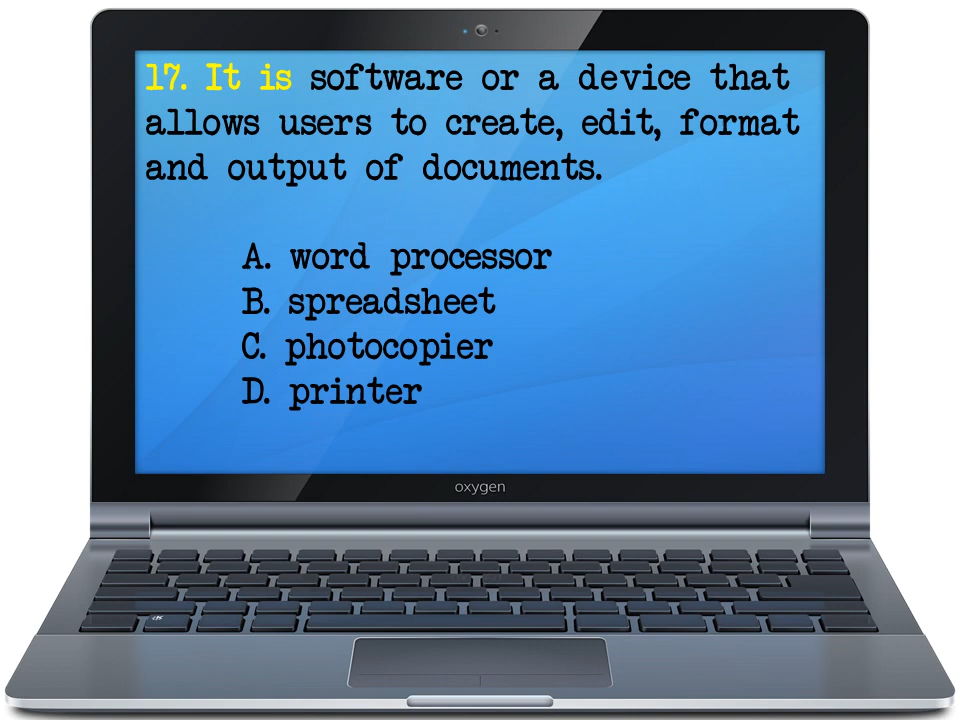 17. It is software or a device that
allows users to create, edit, format
and output of documents.
A. word processor
B. spreadsheet
C. photocopier
D. printer
oxygen